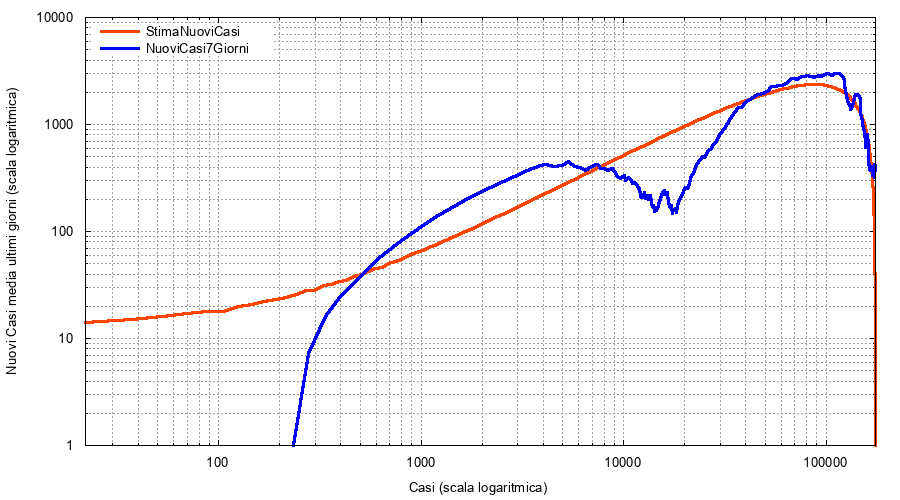 10000
1000
100
10
1
StimaNuoviCasi
NuoviCasi7Giorni
Nuovi Casi media ultimi giorni (scala logaritmica)
100
1000
10000
100000
Casi (scala logaritmica)